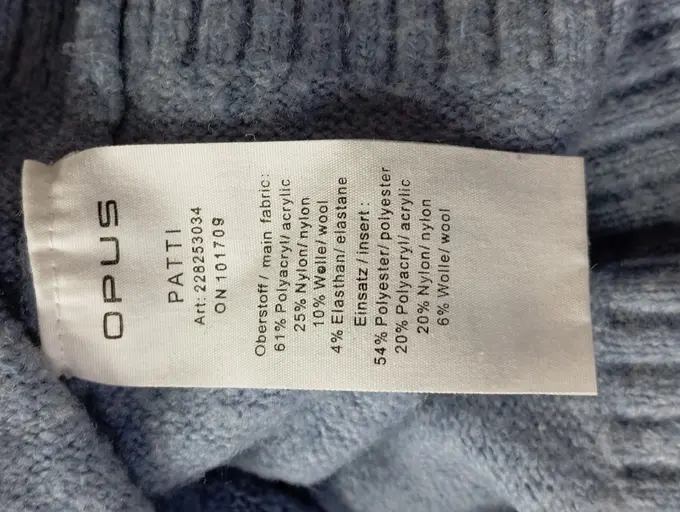 OPUS
PATTI
Art: 228253034
ON 101709
Oberstoff/ main fabric:
61% Polyacryl/ acrylic
25% Nylon/ nylon
10% Wolle/ wool
4% Elasthan/ elastane
Einsatz/ insert:
54% Polyester/ polyester
20% Polyacryl/ acrylic
20% Nylon/ nylon
6% Wolle/ wool